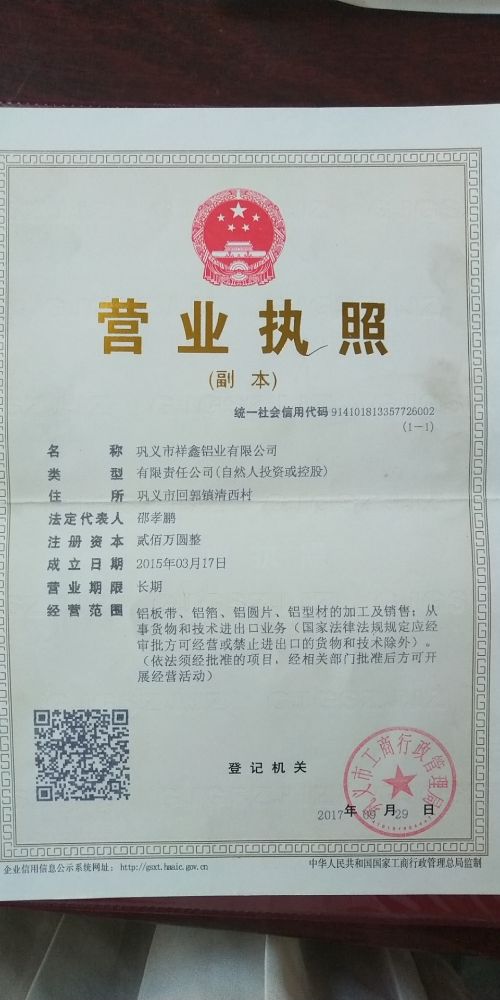 营业执照
(副 本)
统一社会信用代码 914101813357726002
(1-1)
名 称 巩义市祥鑫铝业有限公司
类 型 有限责任公司(自然人投资或控股)
住 所 巩义市回郭镇清西村
法定代表人 邵孝鹏
注册资本 贰佰万圆整
成立日期 2015年03月17日
营业期限 长期
经营范围 铝板带、铝箔、铝圆片、铝型材的加工及销售;从
事货物和技术进出口业务(国家法律法规规定应经
审批方可经营或禁止进出口的货物和技术除外)。
(依法须经批准的项目,经相关部门批准后方可开
展经营活动)
登记机关
巩义市工商行政管理局
2017年 09月 29日
企业信用信息公示系统网址: http://gsxt.haaic.gov.cn
中华人民共和国国家工商行政管理总局监制